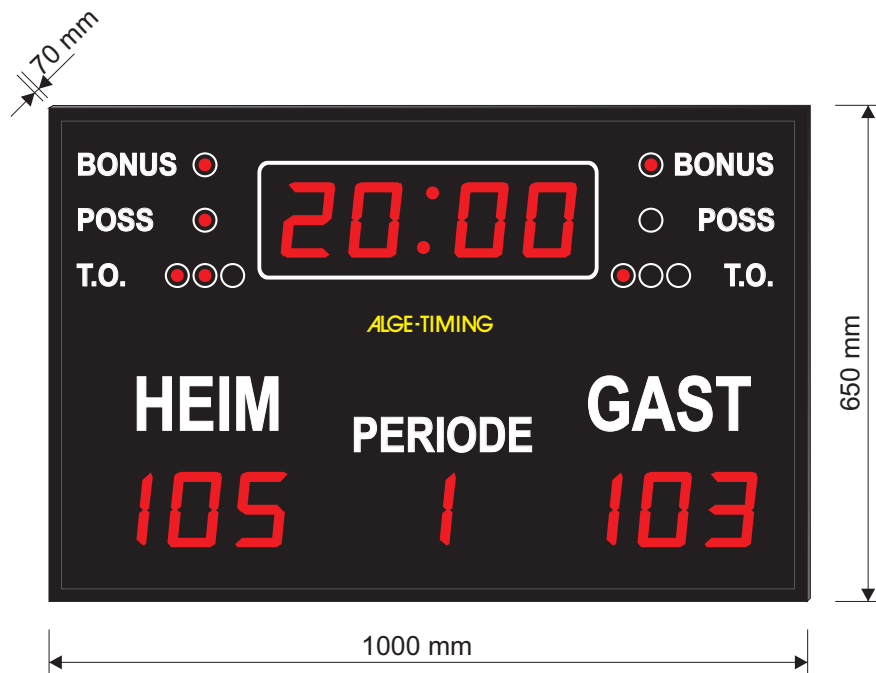 70 mm
BONUS BONUS
20:00
POSS POSS
T.O. T.O.
ALGE-TIMING
HEIM GAST
PERIODE
105 1 103
650 mm
1000 mm